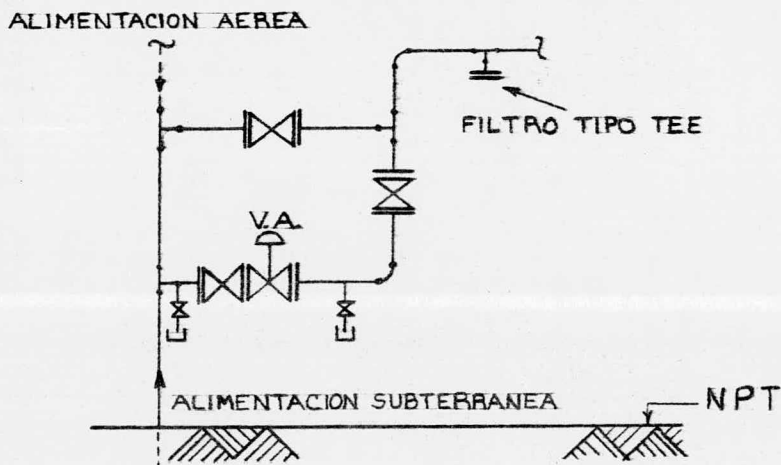 ALIMENTACION AEREA
FILTRO TIPO TEE
V.A.
ALIMENTACION SUBTERRANEA
NPT